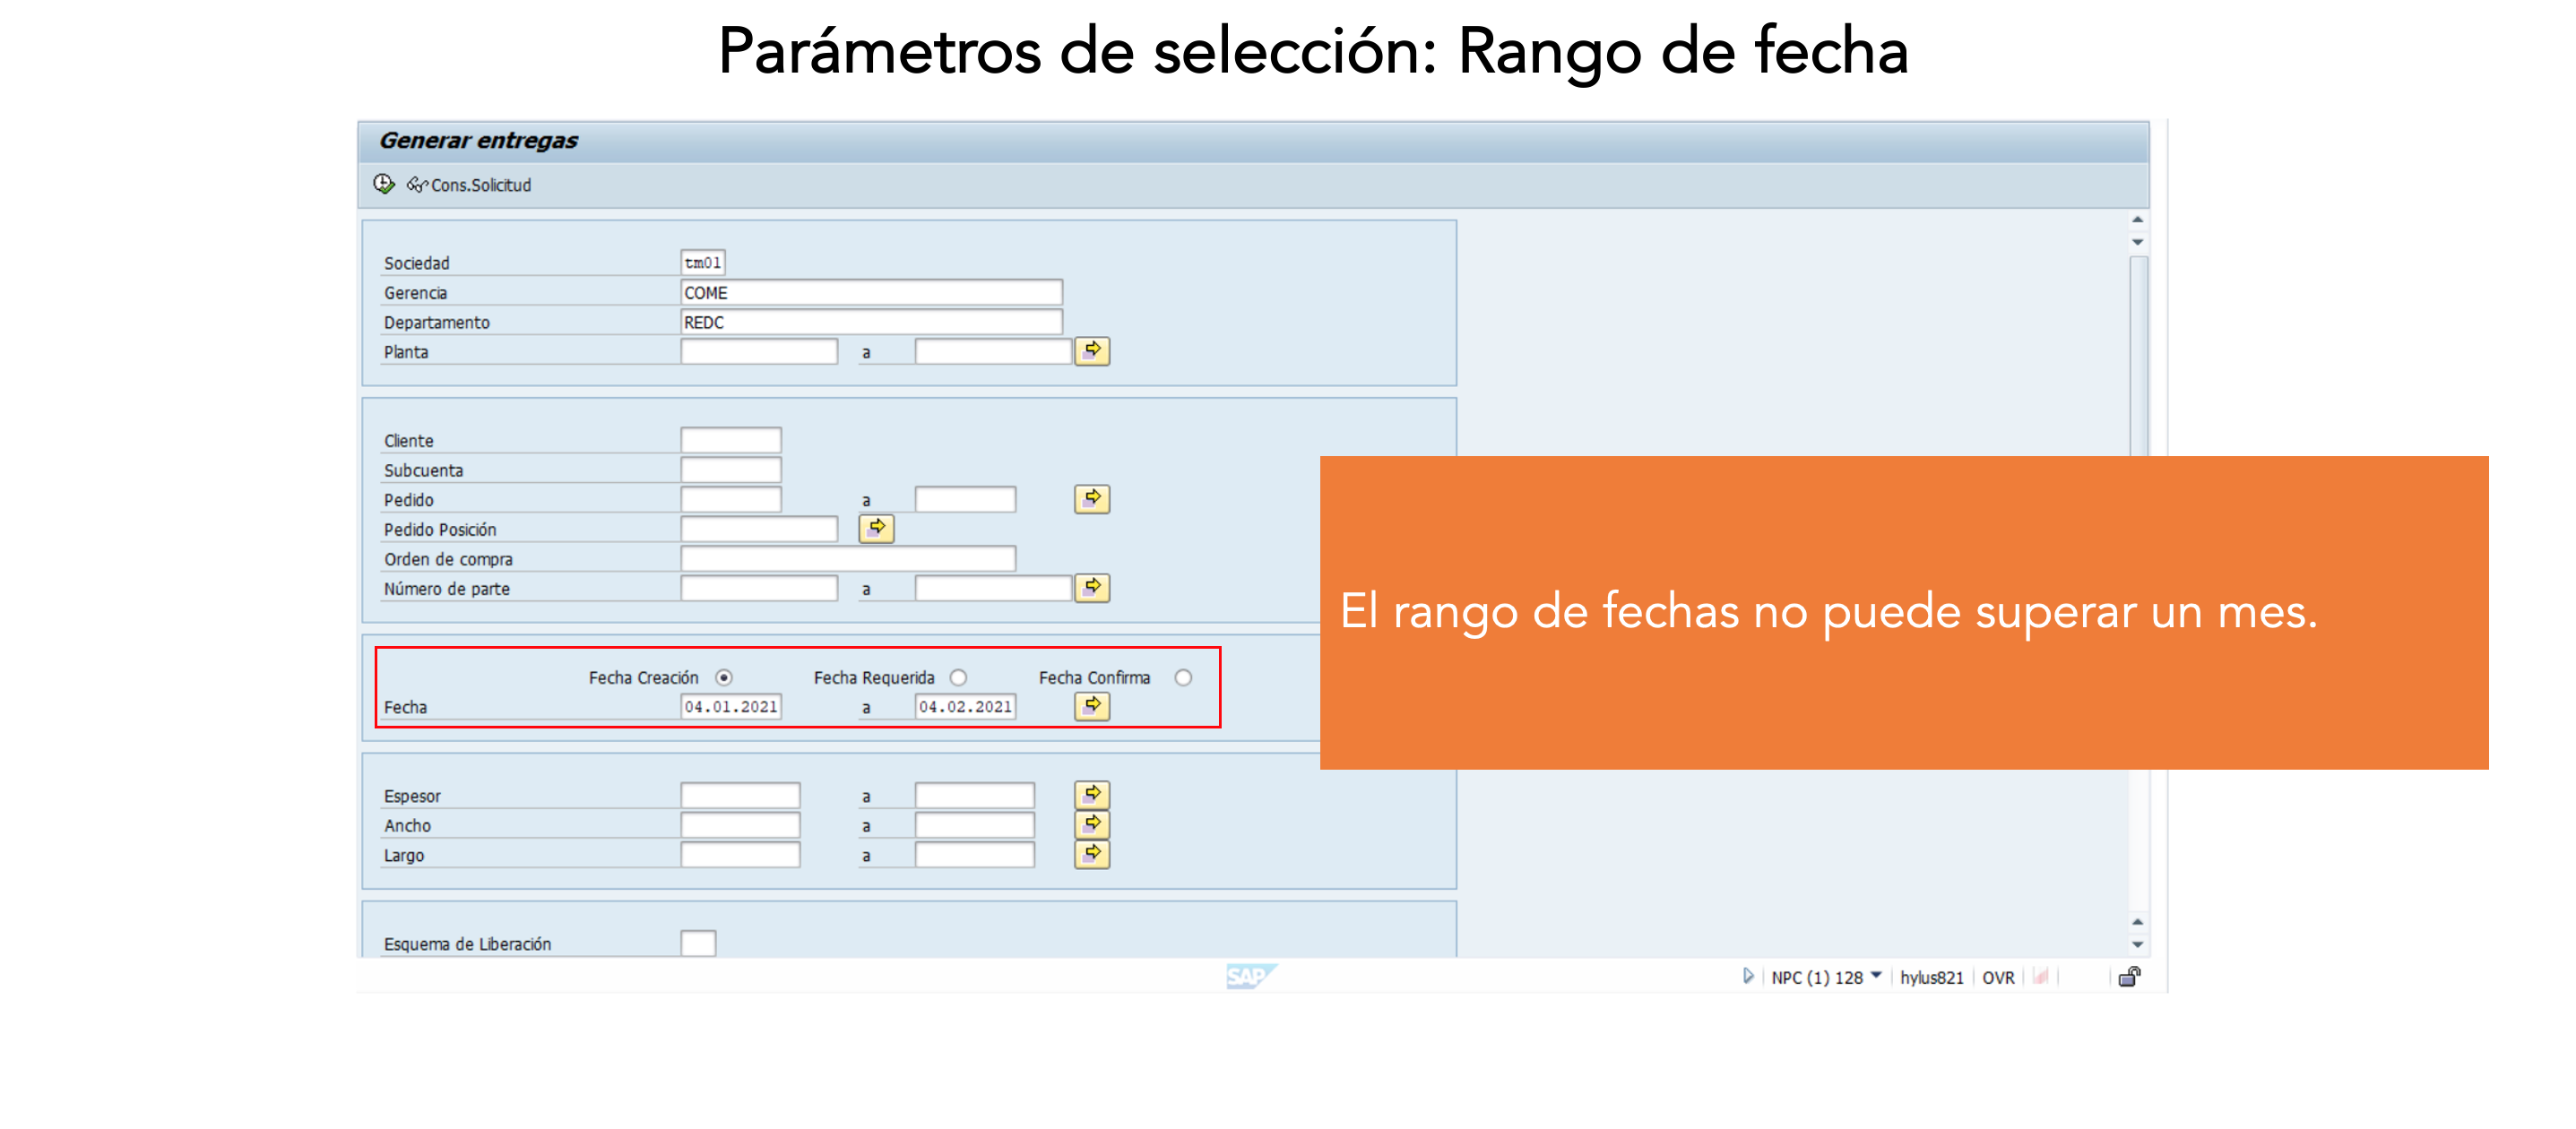 Parámetros de selección: Rango de fecha
Generar entregas
Cons.Solicitud
Sociedad tm01
Gerencia COME
Departamento REDC
Planta a
Cliente
Subcuenta
Pedido a
Pedido Posición
Orden de compra
Número de parte a
El rango de fechas no puede superar un mes.
Fecha Creación Fecha Requerida Fecha Confirma
Fecha 04.01.2021 a 04.02.2021
Espesor a
Ancho a
Largo a
Esquema de Liberación
SAP NPC (1) 128 hylus821 OVR